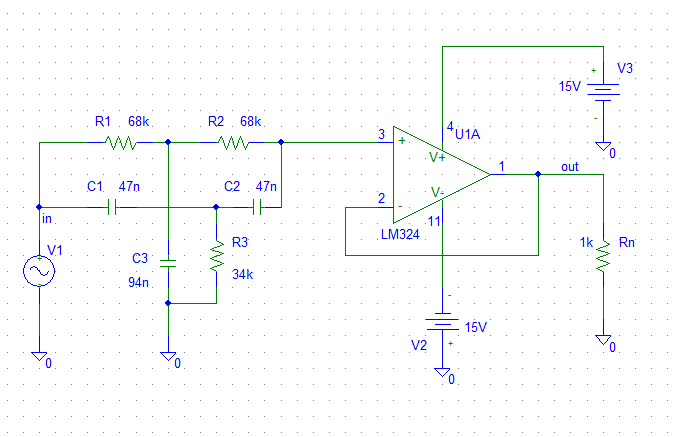 V3
+
15V
-
0
R1 68k
R2 68k
3
+
4
U1A
V+
1
out
C1 47n
C2 47n
2
-
V-
11
LM324
in
V1
+
-
C3
94n
R3
34k
1k Rn
0
0
0
-
15V
V2
+
0